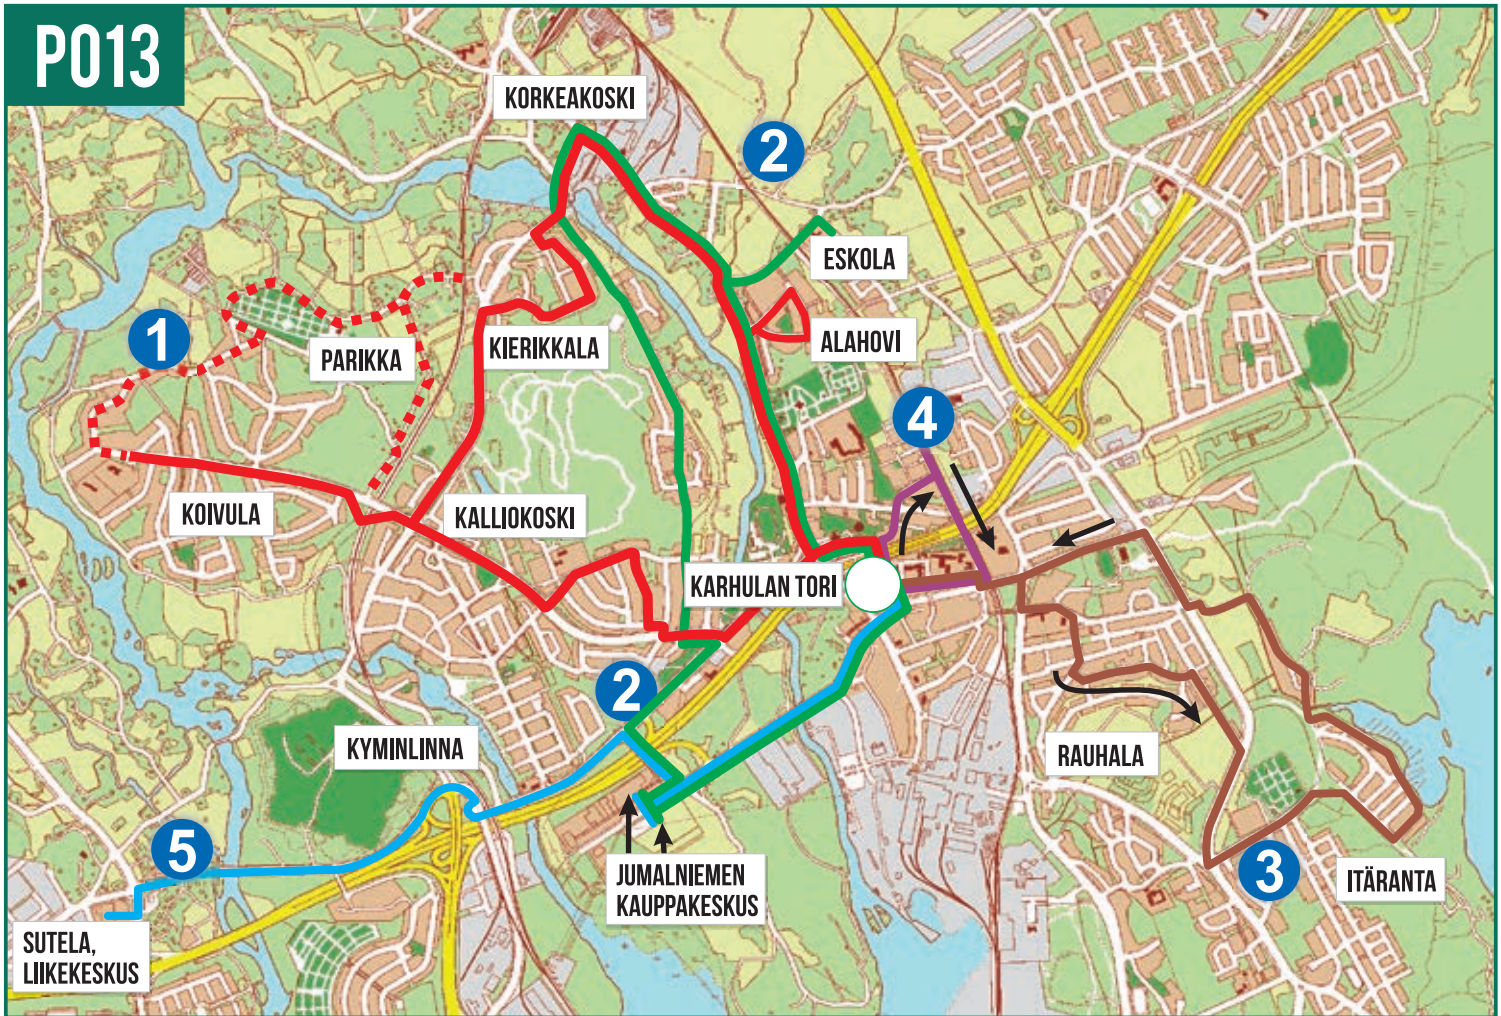 P013
KORKEAKOSKI
2
ESKOLA
1
PARIKKA
KIERIKKALA
ALAHOVI
4
KOIVULA
KALLIOKOSKI
KARHULAN TORI
2
KYMINLINNA
RAUHALA
5
JUMALNIEMEN
KAUPPAKESKUS
3
ITÄRANTA
SUTELA,
LIIKEKESKUS